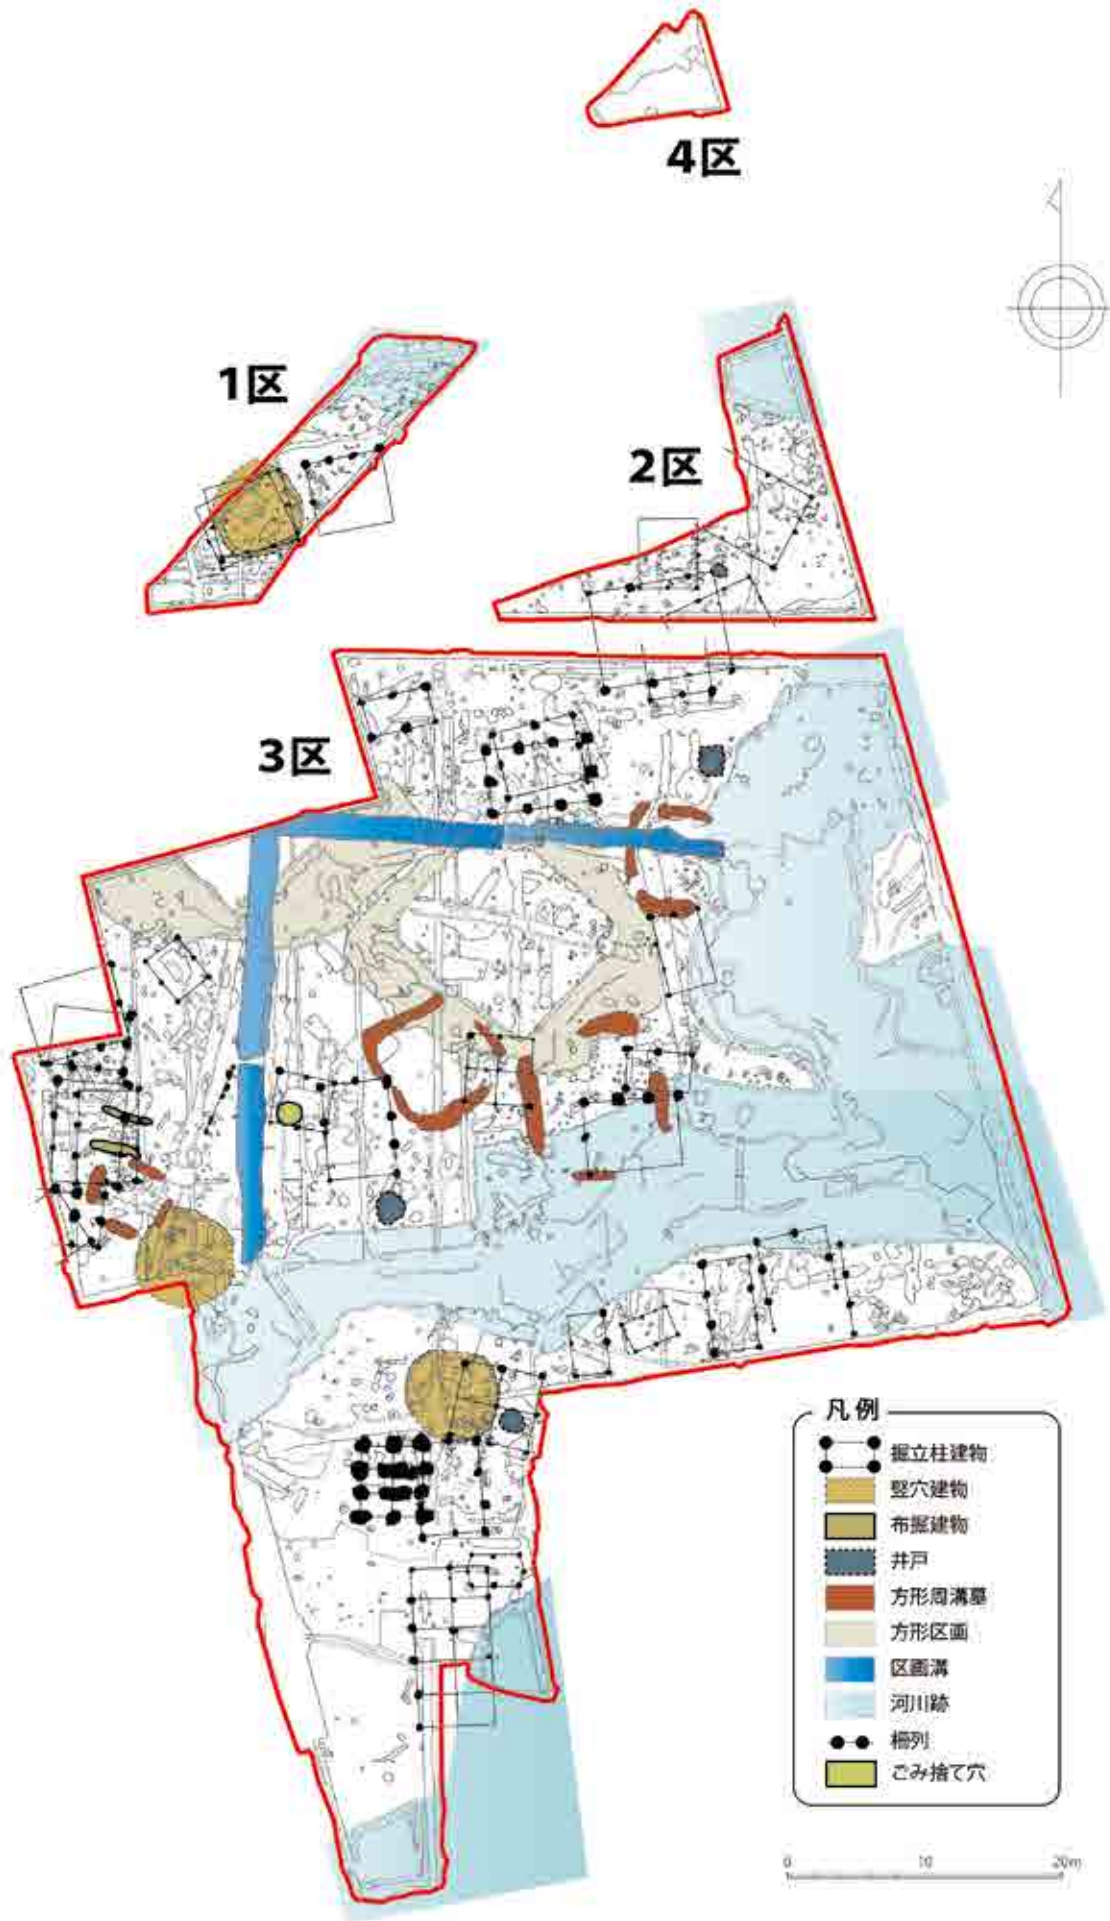 4区
1区
2区
3区
凡例
掘立柱建物
竪穴建物
布掘建物
井戸
方形周溝墓
方形区画
区画溝
河川跡
柵列
ごみ捨て穴
0 10 20m